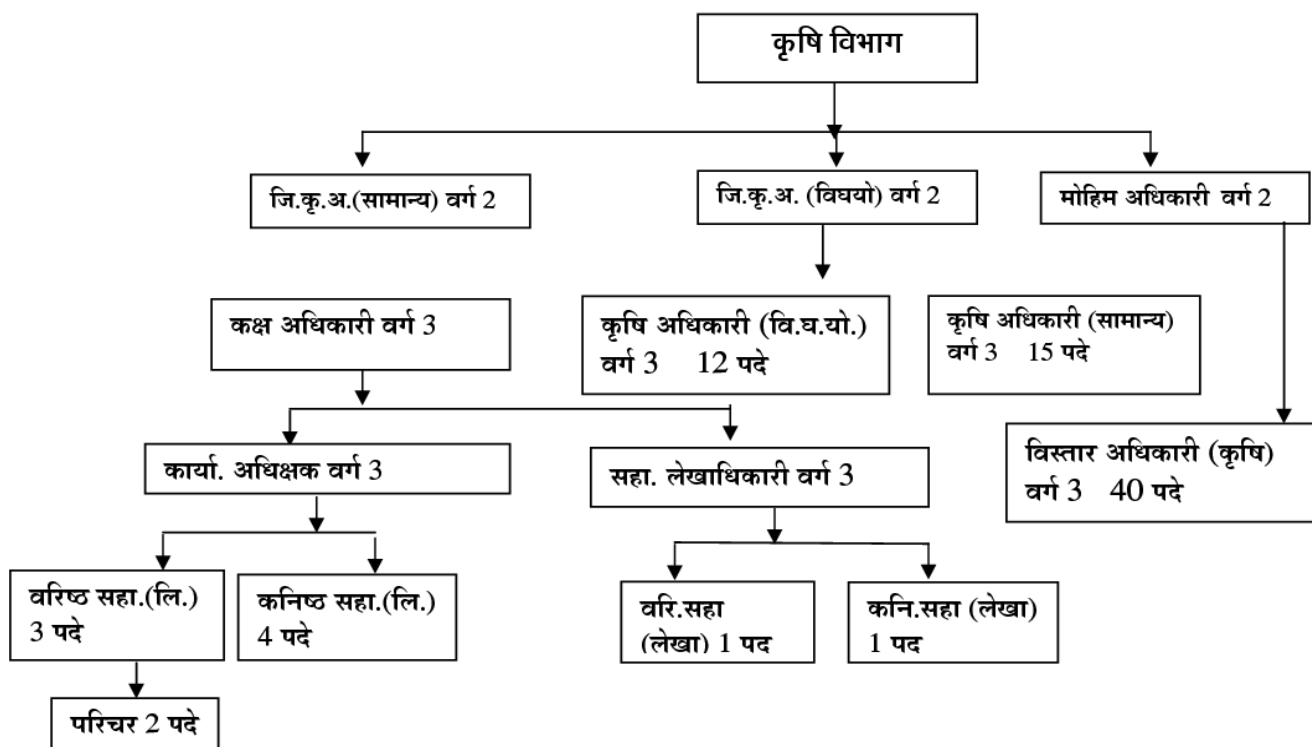 कृषि विभाग
जि.कृ.अ.(सामान्य) वर्ग 2
जि.कृ.अ. (विघयो) वर्ग 2
मोहिम अधिकारी वर्ग 2
कक्ष अधिकारी वर्ग 3
कृषि अधिकारी (वि.घ.यो.)
वर्ग 3 12 पदे
कृषि अधिकारी (सामान्य)
वर्ग 3 15 पदे
कार्या. अधिक्षक वर्ग 3
सहा. लेखाधिकारी वर्ग 3
विस्तार अधिकारी (कृषि)
वर्ग 3 40 पदे
वरिष्ठ सहा.(लि.)
3 पदे
कनिष्ठ सहा.(लि.)
4 पदे
वरि.सहा
(लेखा) 1 पद
कनि.सहा (लेखा)
1 पद
परिचर 2 पदे